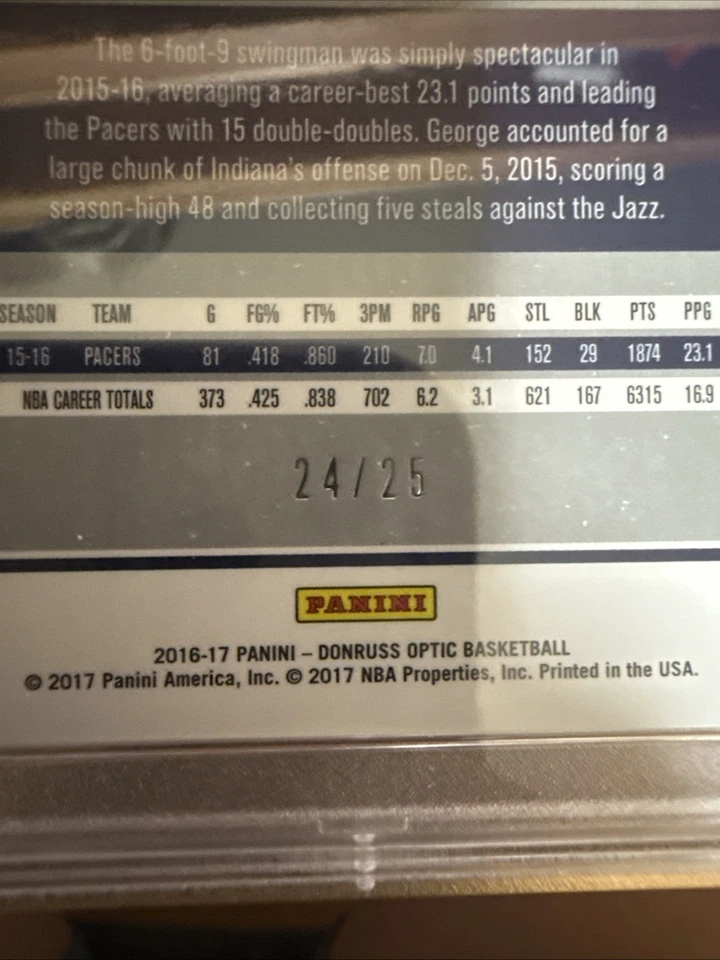 The 6-foot-9 swingman was simply spectacular in
2015-16, averaging a career-best 23.1 points and leading
the Pacers with 15 double-doubles. George accounted for a
large chunk of Indiana's offense on Dec. 5, 2015, scoring a
season-high 48 and collecting five steals against the Jazz.
SEASON TEAM G FG% FT% 3PM RPG APG STL BLK PTS PPG
15-16 PACERS 81 .418 .860 210 7.0 4.1 152 29 1874 23.1
NBA CAREER TOTALS 373 .425 .838 702 6.2 3.1 621 167 6315 16.9
24/25
PANINI
2016-17 PANINI – DONRUSS OPTIC BASKETBALL
© 2017 Panini America, Inc. © 2017 NBA Properties, Inc. Printed in the USA.